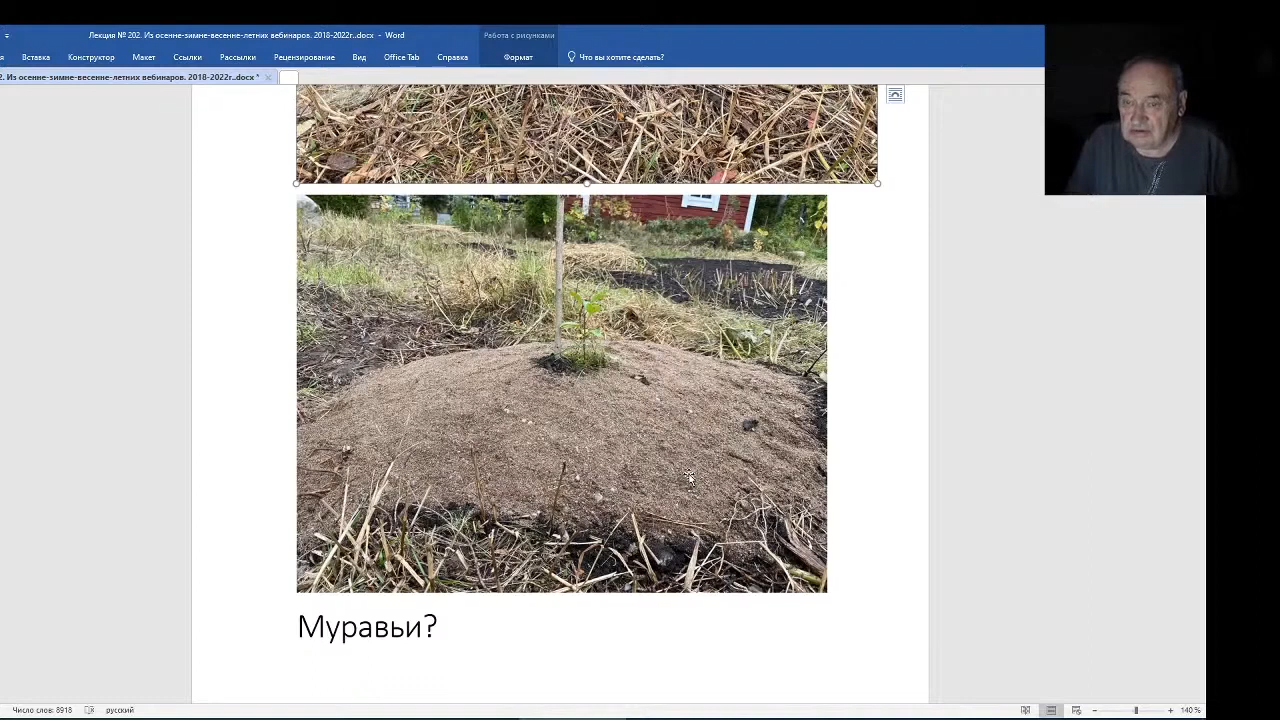 Лекция № 202. Из осенне-зимне-весенне-летних вебинаров. 2018-2022г..docx - Word
Работа с рисунками
Вставка Конструктор Макет Ссылки Рассылки Рецензирование Вид Office Tab Справка Формат Что вы хотите сделать?
2. Из осенне-зимне-весенне-летних вебинаров. 2018-2022г..docx *
Муравьи?
Число слов: 8918 русский 140 %